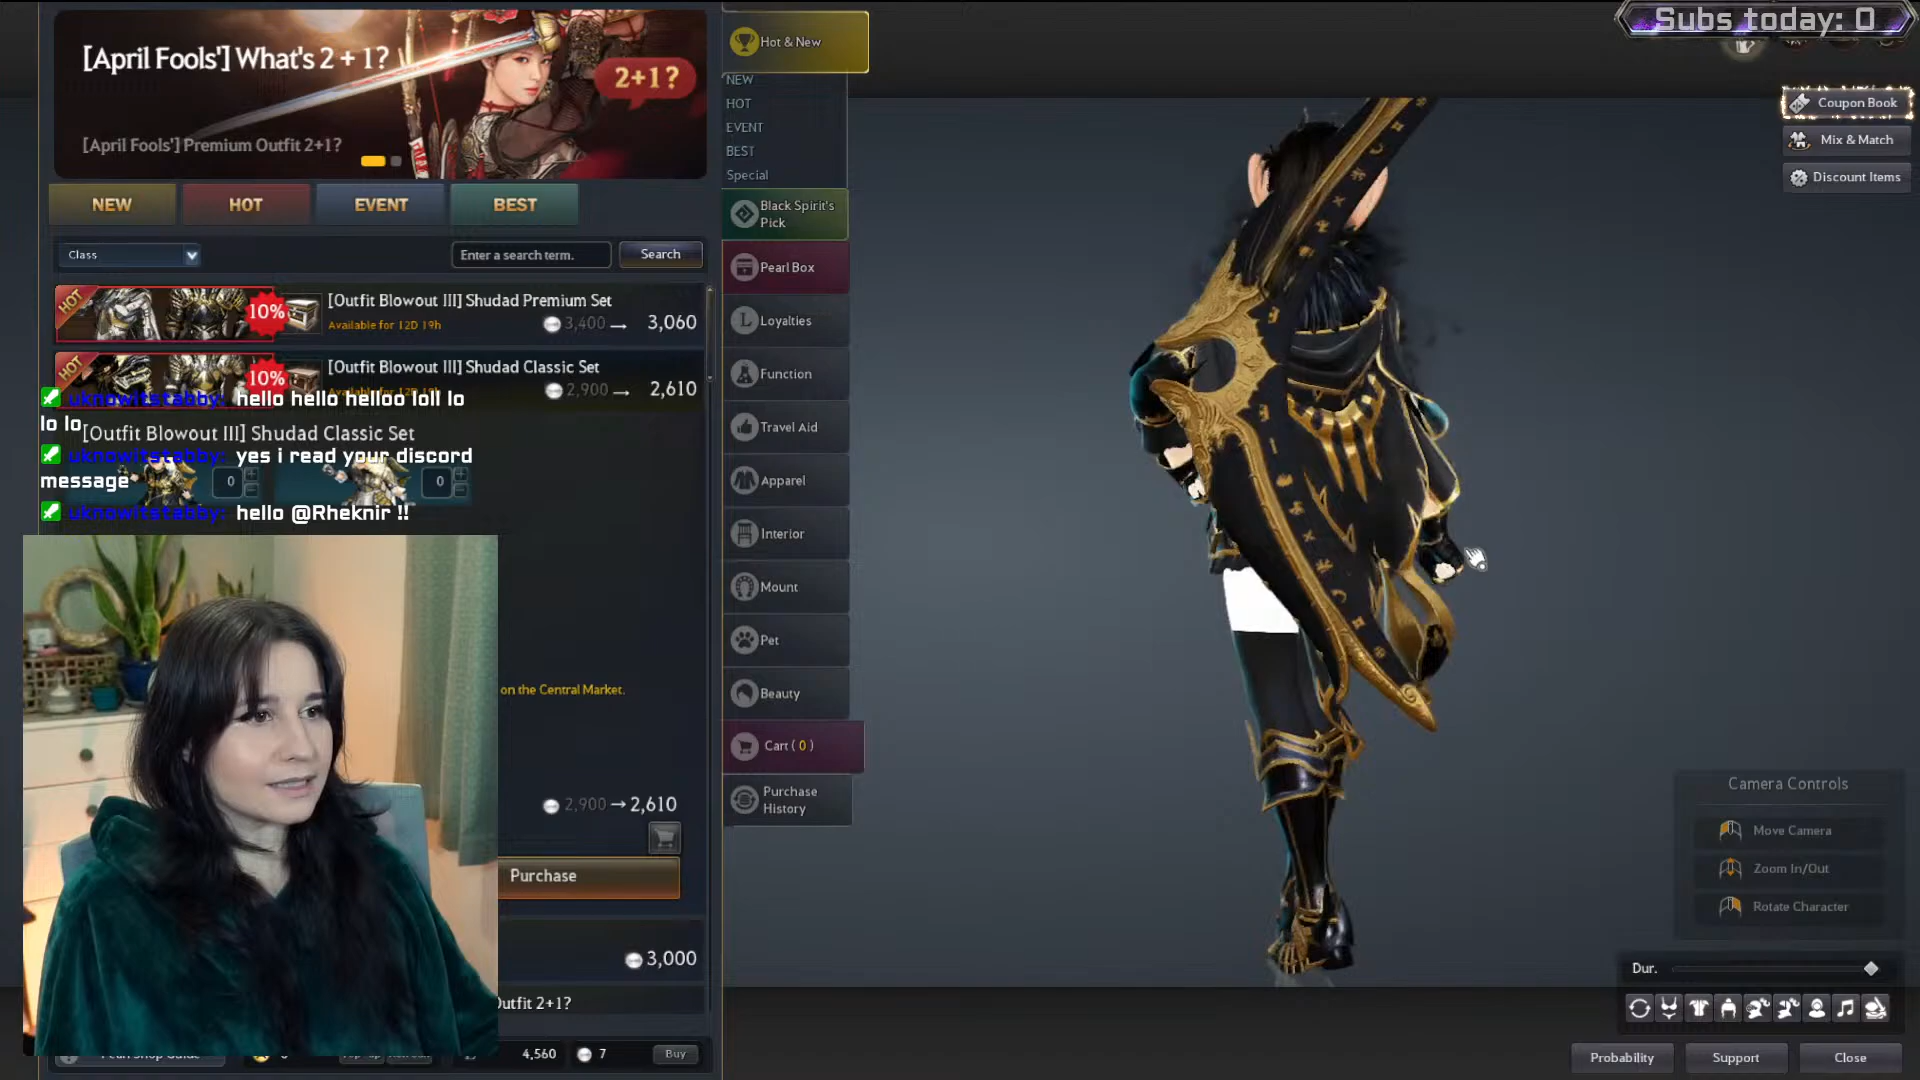 Subs today: 0
[April Fools'] What's 2 + 1?
2+1?
[April Fools'] Premium Outfit 2+1?
NEW
HOT
EVENT
BEST
Class
Enter a search term.
Search
HOT
10%
[Outfit Blowout III] Shudad Premium Set
Available for 12D 19h
3,400 → 3,060
HOT
10%
[Outfit Blowout III] Shudad Classic Set
2,900 → 2,610
uknowitstabby: hello hello helloo loll lo
lo lo
[Outfit Blowout III] Shudad Classic Set
uknowitstabby: yes i read your discord
message
0
0
uknowitstabby: hello @Rheknir !!
on the Central Market.
2,900 → 2,610
Purchase
3,000
Outfit 2+1?
4,560
7
Buy
Hot & New
NEW
HOT
EVENT
BEST
Special
Black Spirit's
Pick
Pearl Box
Loyalties
Function
Travel Aid
Apparel
Interior
Mount
Pet
Beauty
Cart ( 0 )
Purchase
History
Coupon Book
Mix & Match
Discount Items
Camera Controls
Move Camera
Zoom In/Out
Rotate Character
Dur.
Probability
Support
Close